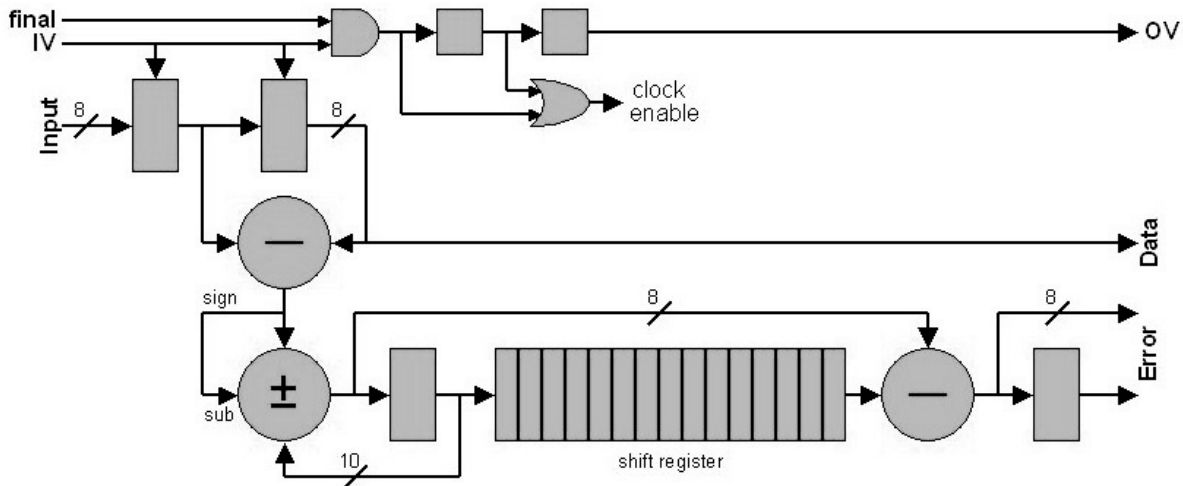 final
IV
OV
clock
enable
Input
8
8
—
Data
sign
8
8
±
—
Error
sub
10
shift register